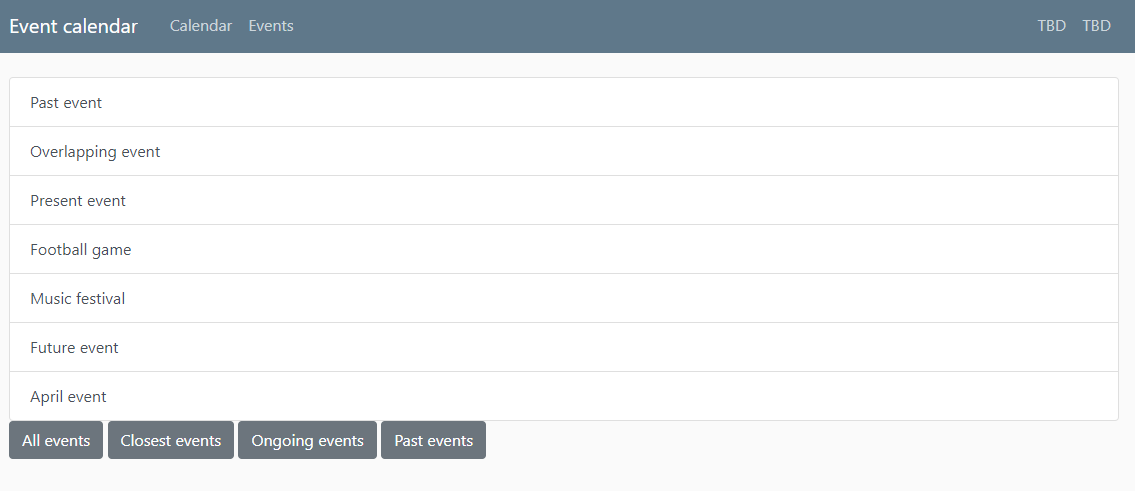 Event calendar Calendar Events TBD TBD
Past event
Overlapping event
Present event
Football game
Music festival
Future event
April event
All events Closest events Ongoing events Past events